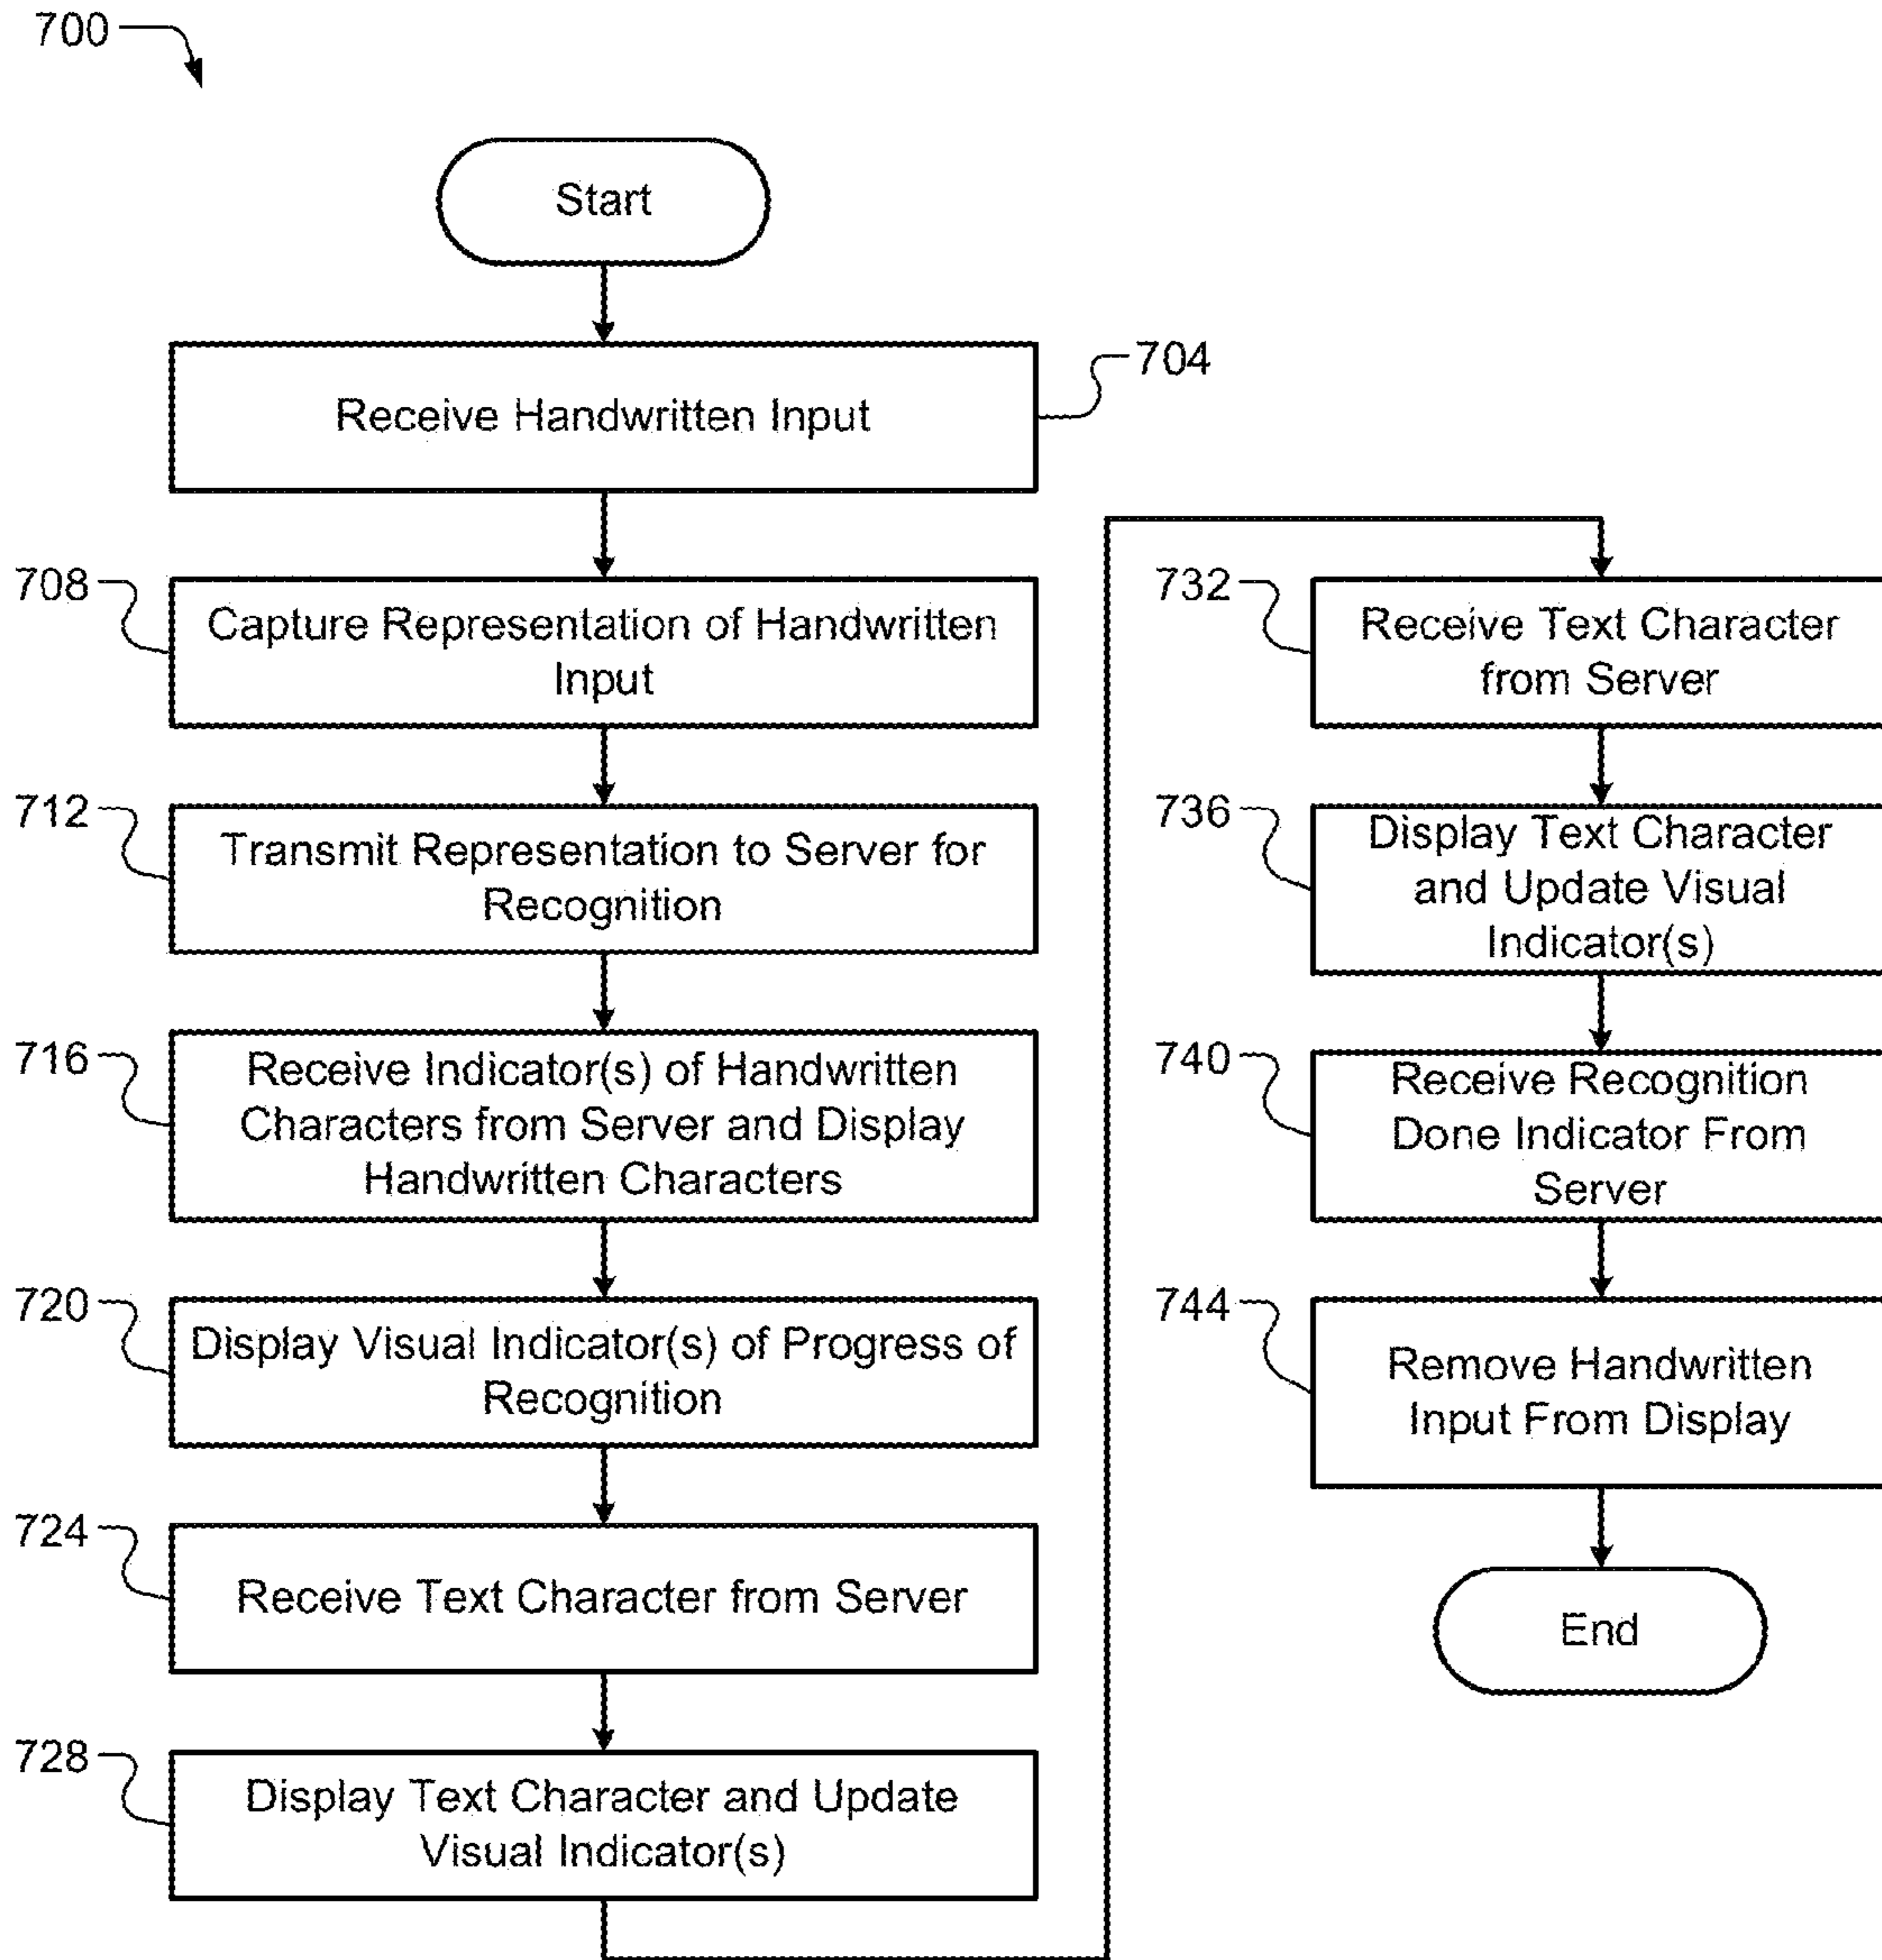 700
Start
Receive Handwritten Input
704
708
Capture Representation of Handwritten
Input
712
Transmit Representation to Server for
Recognition
716
Receive Indicator(s) of Handwritten
Characters from Server and Display
Handwritten Characters
720
Display Visual Indicator(s) of Progress of
Recognition
724
Receive Text Character from Server
728
Display Text Character and Update
Visual Indicator(s)
732
Receive Text Character
from Server
736
Display Text Character
and Update Visual
Indicator(s)
740
Receive Recognition
Done Indicator From
Server
744
Remove Handwritten
Input From Display
End